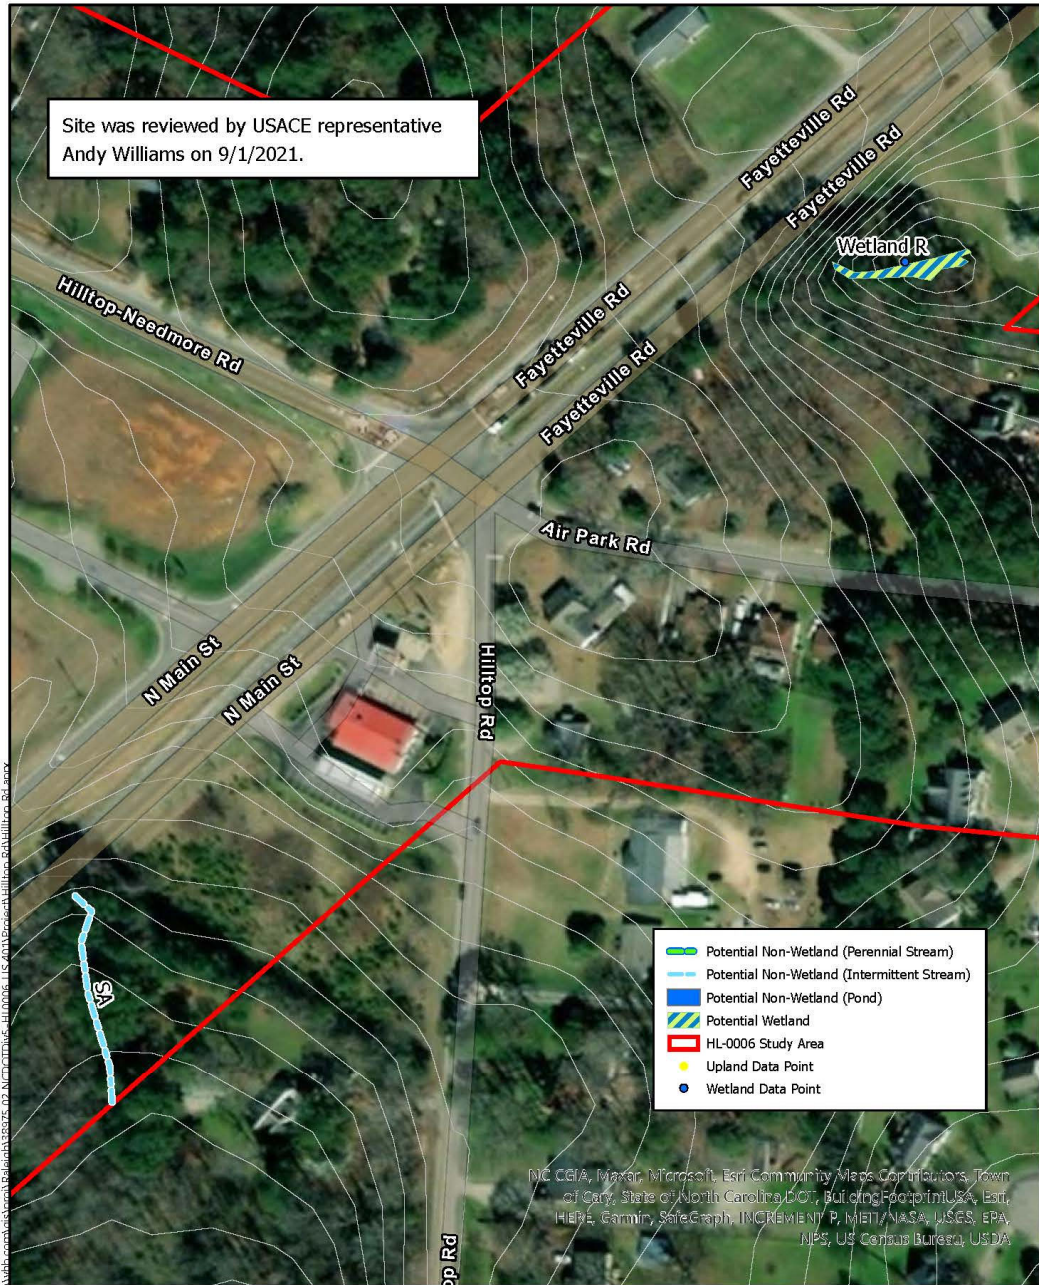 Site was reviewed by USACE representative
Andy Williams on 9/1/2021.
Fayetteville Rd
Fayetteville Rd
Wetland R
Hilltop-Needmore Rd
Fayetteville Rd
Fayetteville Rd
Air Park Rd
N Main St
N Main St
Hilltop Rd
SA
Potential Non-Wetland (Perennial Stream)
Potential Non-Wetland (Intermittent Stream)
Potential Non-Wetland (Pond)
Potential Wetland
HL-0006 Study Area
Upland Data Point
Wetland Data Point
NC CGIA, Maxar, Microsoft, Esri Community Maps Contributors, Town
of Cary, State of North Carolina DOT, BuildingFootprintUSA, Esri,
HERE, Garmin, SafeGraph, INCREMENT P, METI/NASA, USGS, EPA,
NPS, US Census Bureau, USDA
op Rd